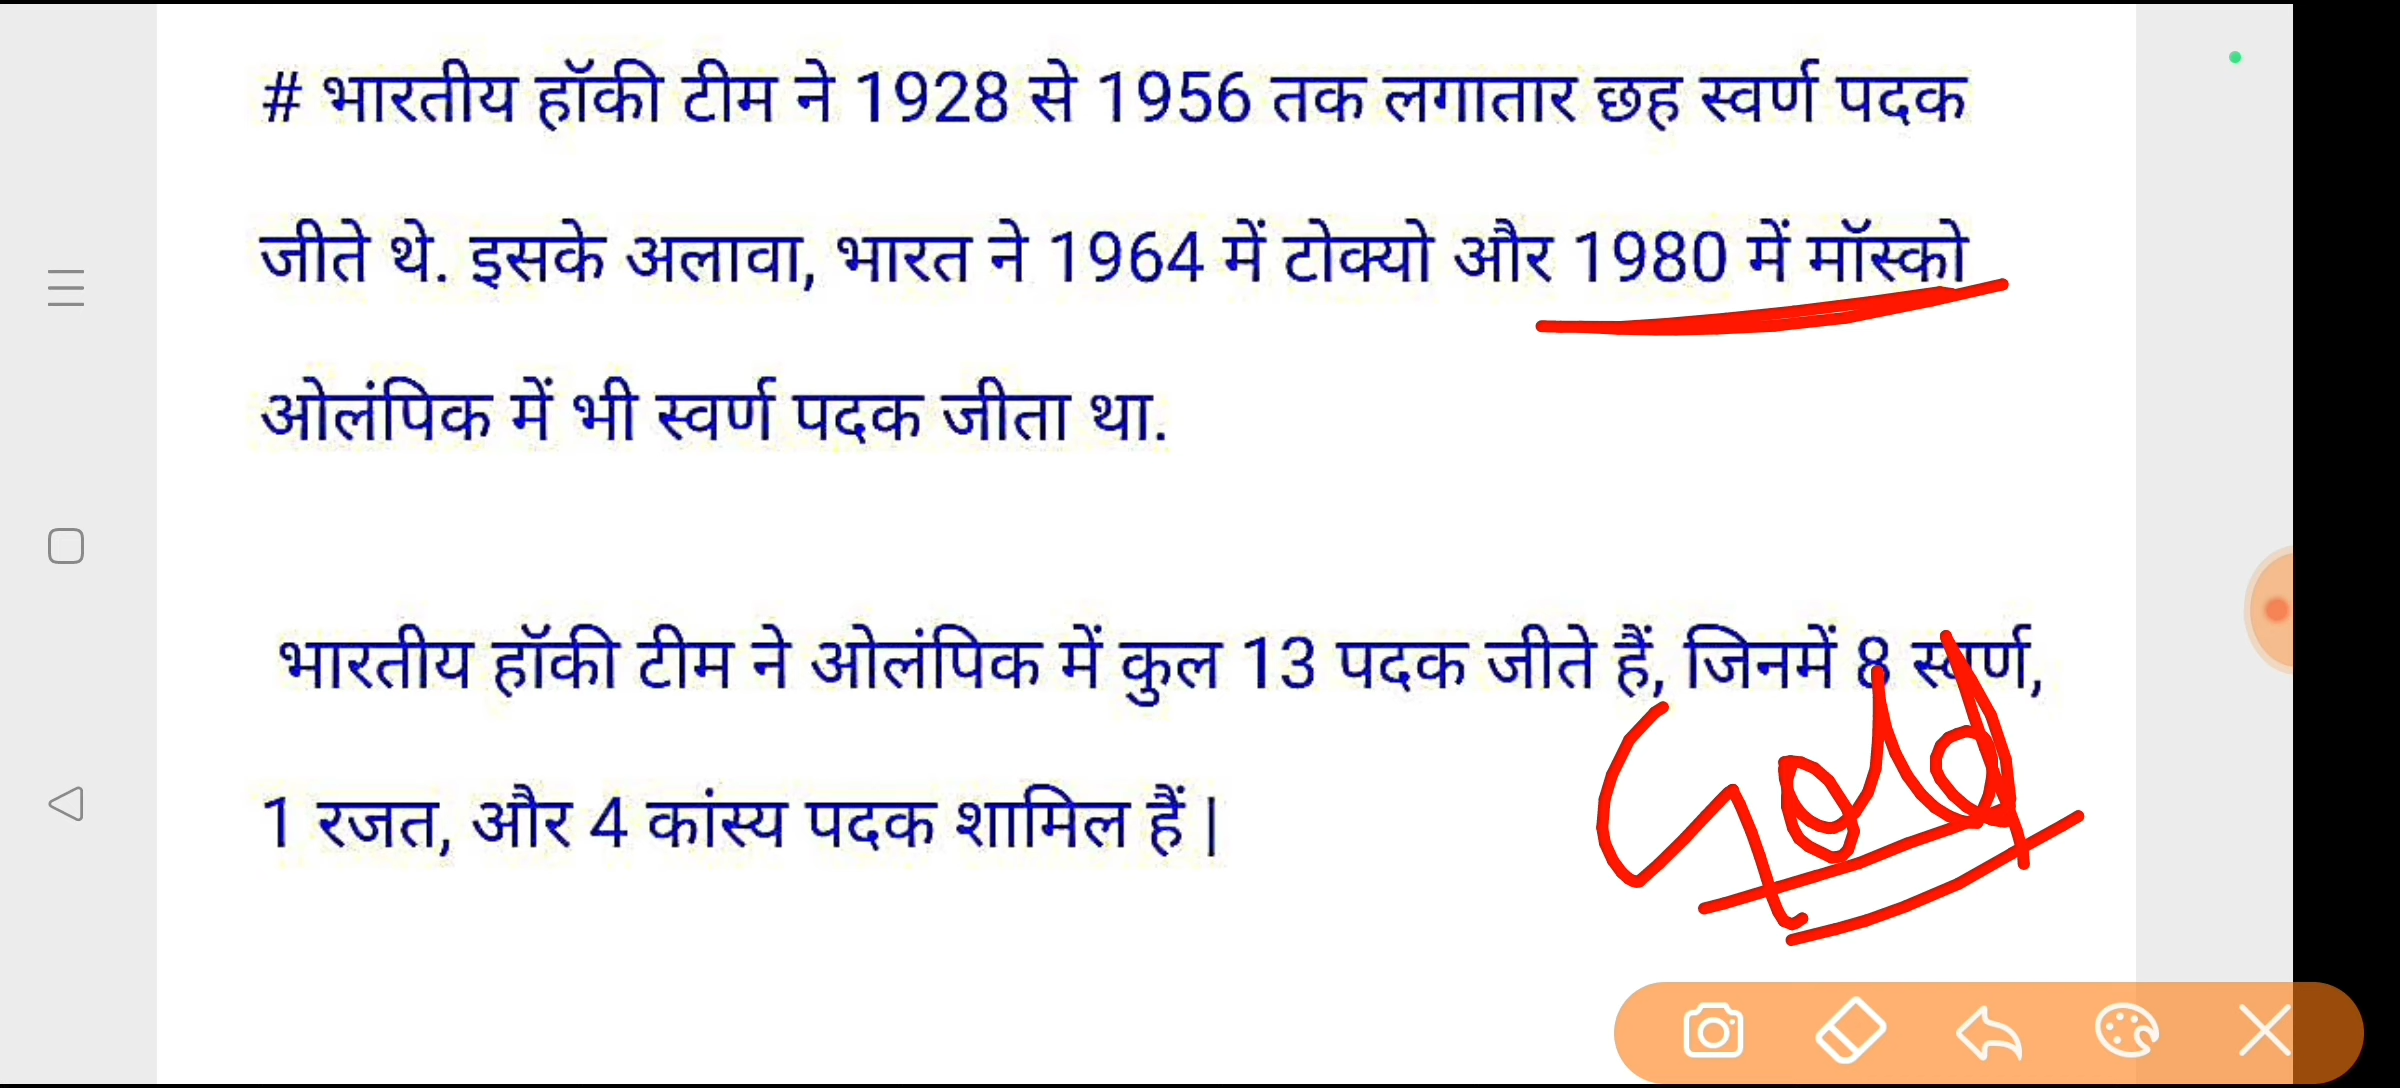 # भारतीय हॉकी टीम ने 1928 से 1956 तक लगातार छह स्वर्ण पदक
जीते थे. इसके अलावा, भारत ने 1964 में टोक्यो और 1980 में मॉस्को
ओलंपिक में भी स्वर्ण पदक जीता था.
भारतीय हॉकी टीम ने ओलंपिक में कुल 13 पदक जीते हैं, जिनमें 8 स्वर्ण,
1 रजत, और 4 कांस्य पदक शामिल हैं |
Gold